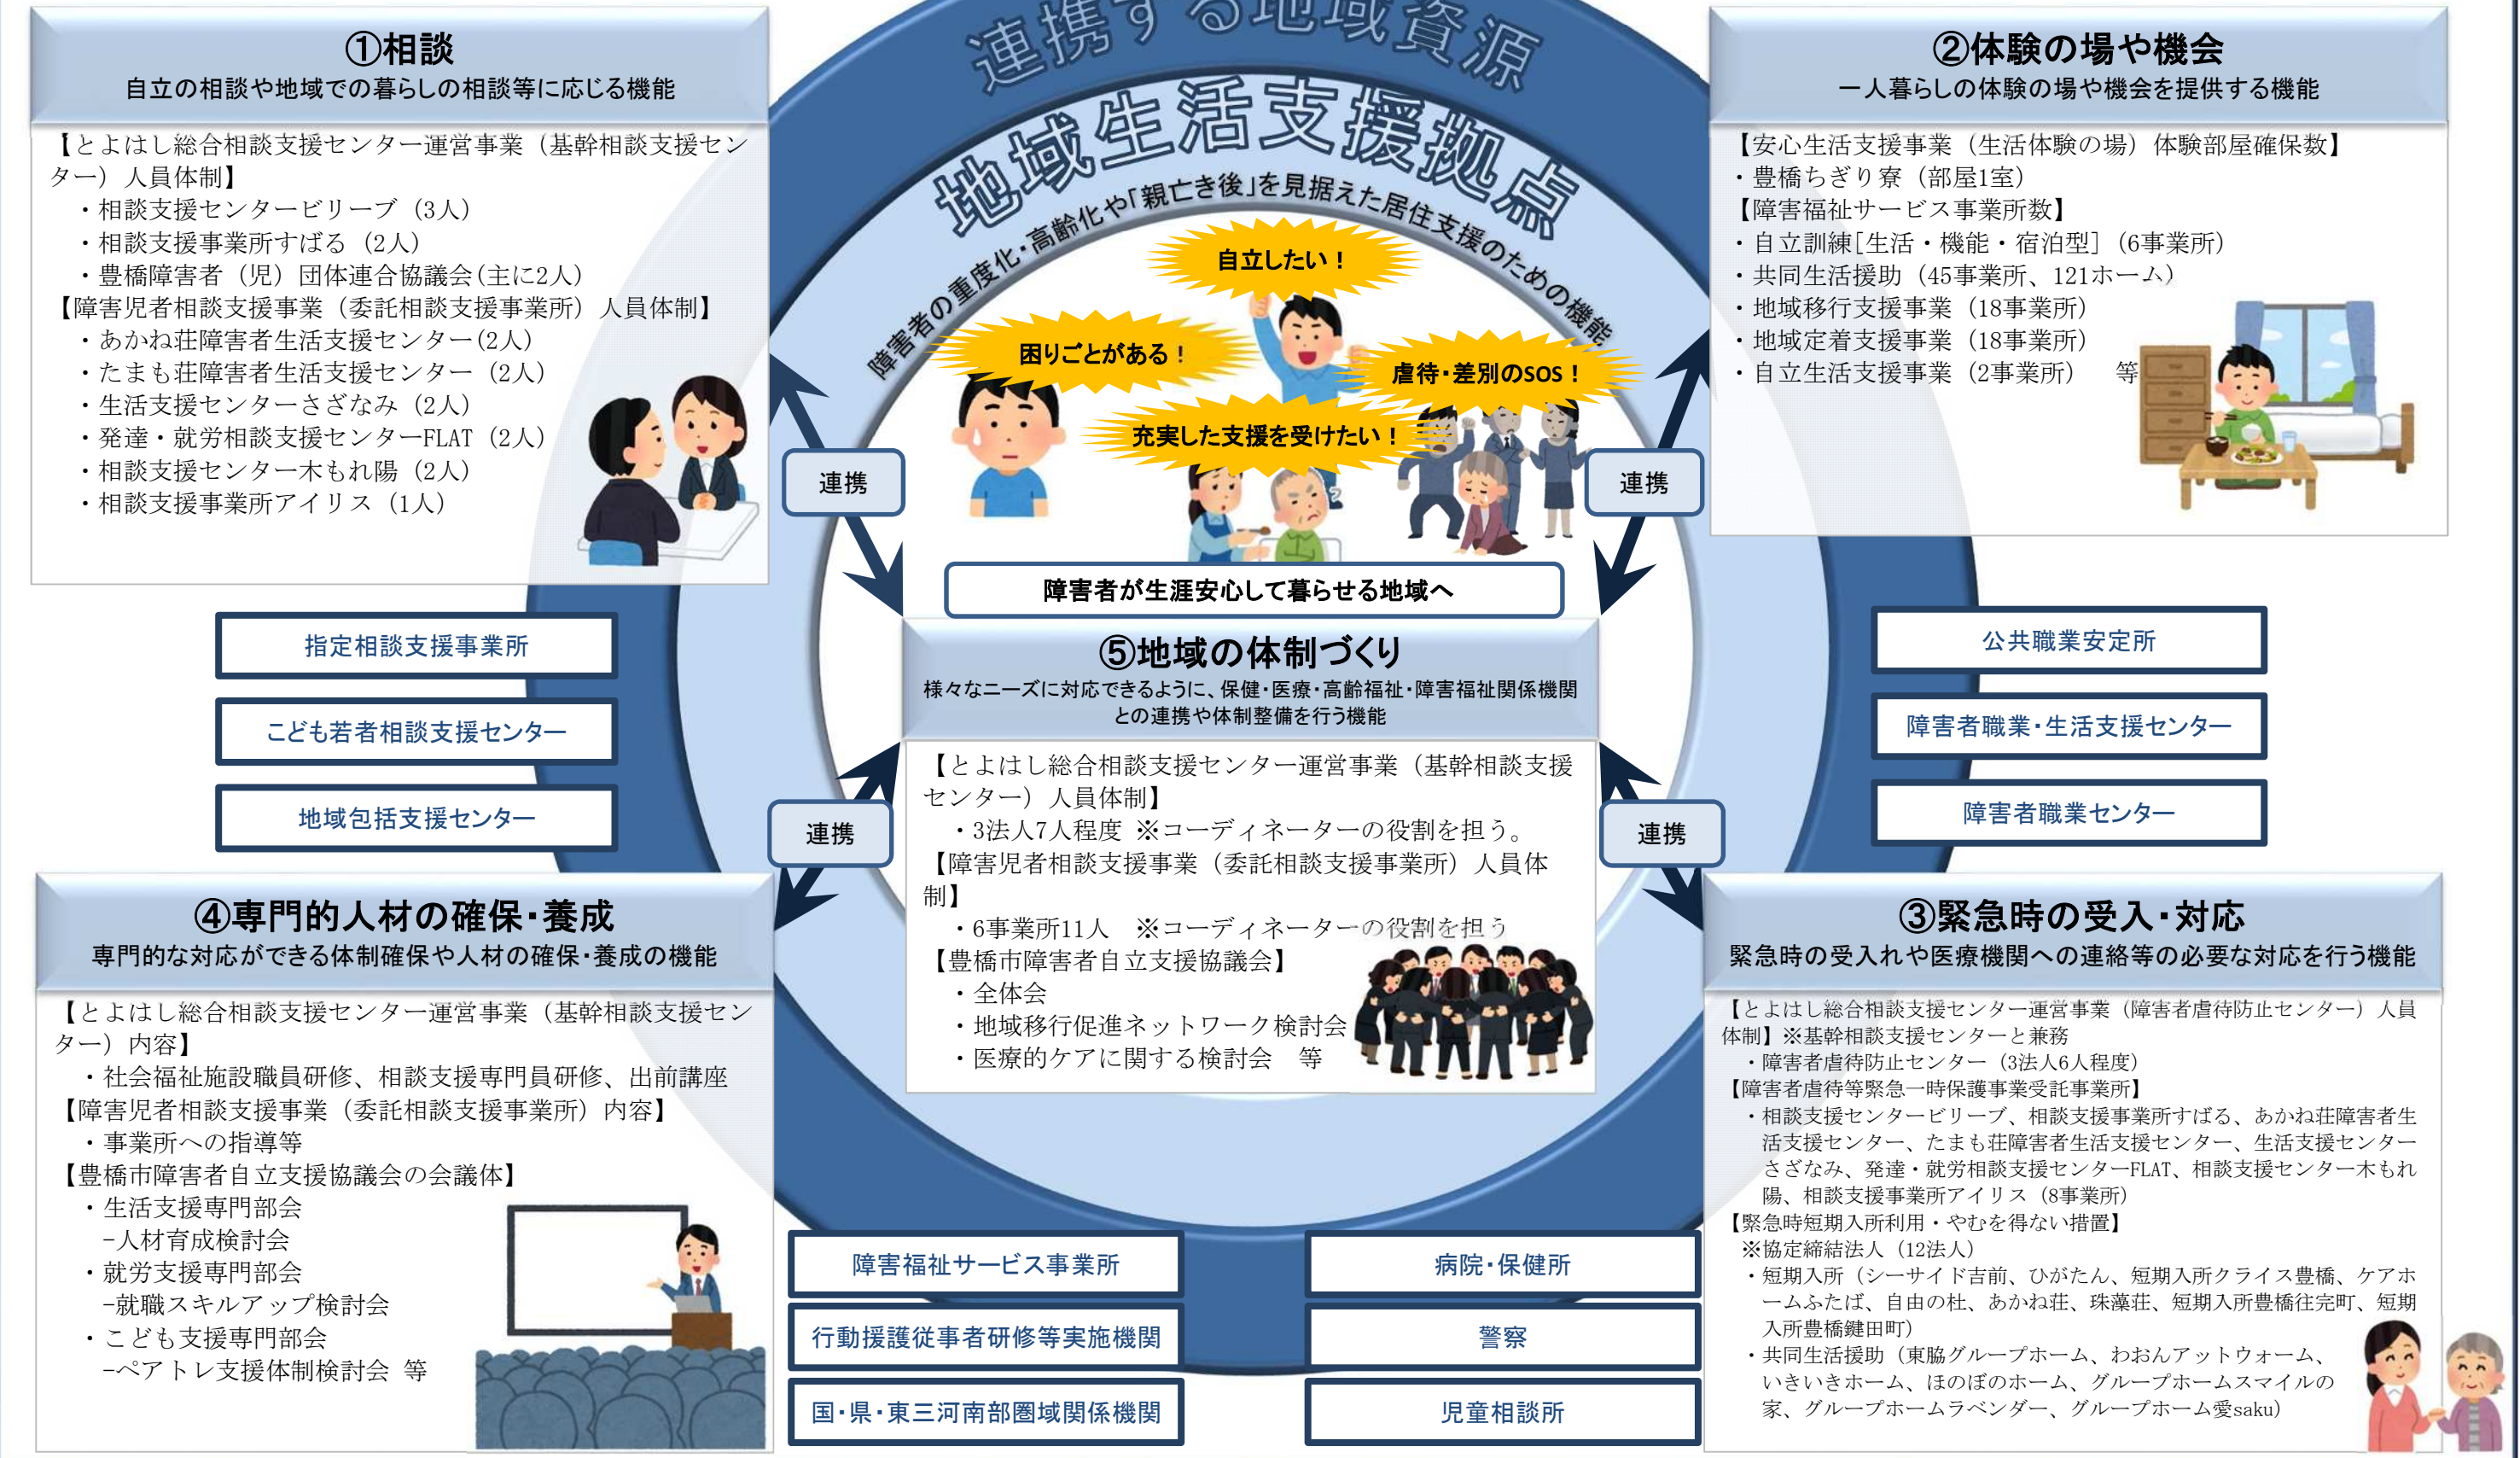 連携する地域資源
地域生活支援拠点
障害者の重度化・高齢化や「親亡き後」を見据えた居住支援のための機能
①相談
自立の相談や地域での暮らしの相談等に応じる機能
【とよはし総合相談支援センター運営事業（基幹相談支援セン
ター）人員体制】
・相談支援センタービリーブ（3人）
・相談支援事業所すばる（2人）
・豊橋障害者（児）団体連合協議会(主に2人）
【障害児者相談支援事業（委託相談支援事業所）人員体制】
・あかね荘障害者生活支援センター(2人）
・たまも荘障害者生活支援センター（2人）
・生活支援センターさざなみ（2人）
・発達・就労相談支援センターFLAT（2人）
・相談支援センター木もれ陽（2人）
・相談支援事業所アイリス（1人）
②体験の場や機会
一人暮らしの体験の場や機会を提供する機能
【安心生活支援事業（生活体験の場）体験部屋確保数】
・豊橋ちぎり寮（部屋1室）
【障害福祉サービス事業所数】
・自立訓練[生活・機能・宿泊型]（6事業所）
・共同生活援助（45事業所、121ホーム）
・地域移行支援事業（18事業所）
・地域定着支援事業（18事業所）
・自立生活支援事業（2事業所）　等
自立したい！
困りごとがある！
虐待・差別のSOS！
充実した支援を受けたい！
連携
連携
障害者が生涯安心して暮らせる地域へ
指定相談支援事業所
こども若者相談支援センター
地域包括支援センター
公共職業安定所
障害者職業・生活支援センター
障害者職業センター
⑤地域の体制づくり
様々なニーズに対応できるように、保健・医療・高齢福祉・障害福祉関係機関
との連携や体制整備を行う機能
【とよはし総合相談支援センター運営事業（基幹相談支援
センター）人員体制】
・3法人7人程度 ※コーディネーターの役割を担う。
【障害児者相談支援事業（委託相談支援事業所）人員体
制】
・6事業所11人　※コーディネーターの役割を担う
【豊橋市障害者自立支援協議会】
・全体会
・地域移行促進ネットワーク検討会
・医療的ケアに関する検討会　等
連携
連携
④専門的人材の確保・養成
専門的な対応ができる体制確保や人材の確保・養成の機能
【とよはし総合相談支援センター運営事業（基幹相談支援セン
ター）内容】
・社会福祉施設職員研修、相談支援専門員研修、出前講座
【障害児者相談支援事業（委託相談支援事業所）内容】
・事業所への指導等
【豊橋市障害者自立支援協議会の会議体】
・生活支援専門部会
−人材育成検討会
・就労支援専門部会
−就職スキルアップ検討会
・こども支援専門部会
−ペアトレ支援体制検討会 等
③緊急時の受入・対応
緊急時の受入れや医療機関への連絡等の必要な対応を行う機能
【とよはし総合相談支援センター運営事業（障害者虐待防止センター）人員
体制】※基幹相談支援センターと兼務
・障害者虐待防止センター（3法人6人程度）
【障害者虐待等緊急一時保護事業受託事業所】
・相談支援センタービリーブ、相談支援事業所すばる、あかね荘障害者生
活支援センター、たまも荘障害者生活支援センター、生活支援センター
さざなみ、発達・就労相談支援センターFLAT、相談支援センター木もれ
陽、相談支援事業所アイリス（8事業所）
【緊急時短期入所利用・やむを得ない措置】
※協定締結法人（12法人）
・短期入所（シーサイド吉前、ひがたん、短期入所クライス豊橋、ケアホ
ームふたば、自由の杜、あかね荘、珠藻荘、短期入所豊橋往完町、短期
入所豊橋鍵田町）
・共同生活援助（東脇グループホーム、わおんアットウォーム、
いきいきホーム、ほのぼのホーム、グループホームスマイルの
家、グループホームラベンダー、グループホーム愛saku）
障害福祉サービス事業所
行動援護従事者研修等実施機関
国・県・東三河南部圏域関係機関
病院・保健所
警察
児童相談所